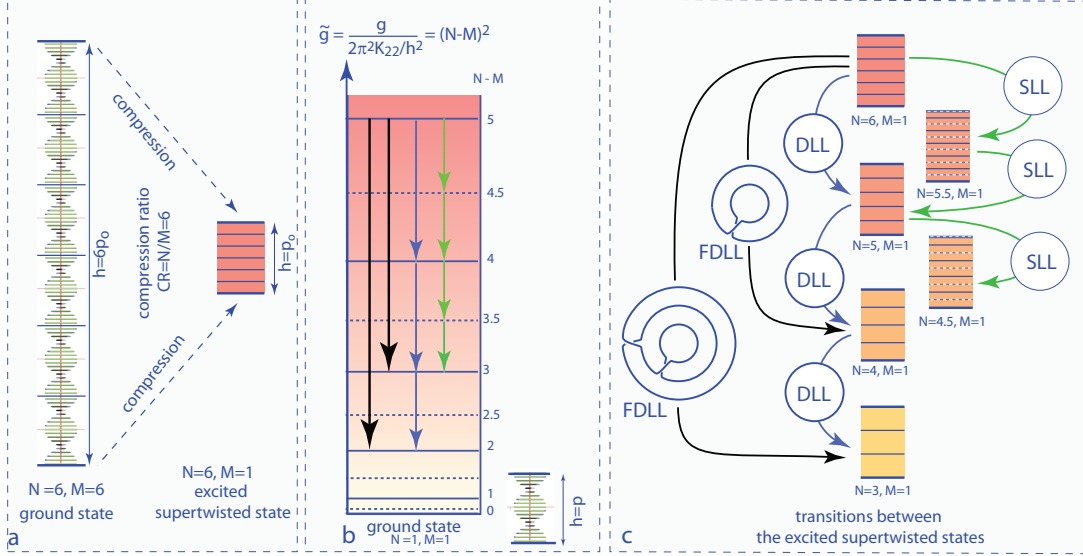 compression
compression ratio
CR=N/M=6
h=6pₒ
h=pₒ
compression
N =6, M=6
ground state
N=6, M=1
excited
supertwisted state
a
g̃ = g / 2π²K₂₂/h² = (N-M)²
N - M
5
4.5
4
3.5
3
2.5
2
1
0
ground state
N=1, M=1
h=p
b
N=6, M=1
SLL
DLL
N=5.5, M=1
SLL
N=5, M=1
FDLL
SLL
DLL
N=4.5, M=1
N=4, M=1
FDLL
DLL
N=3, M=1
transitions between
the excited supertwisted states
c